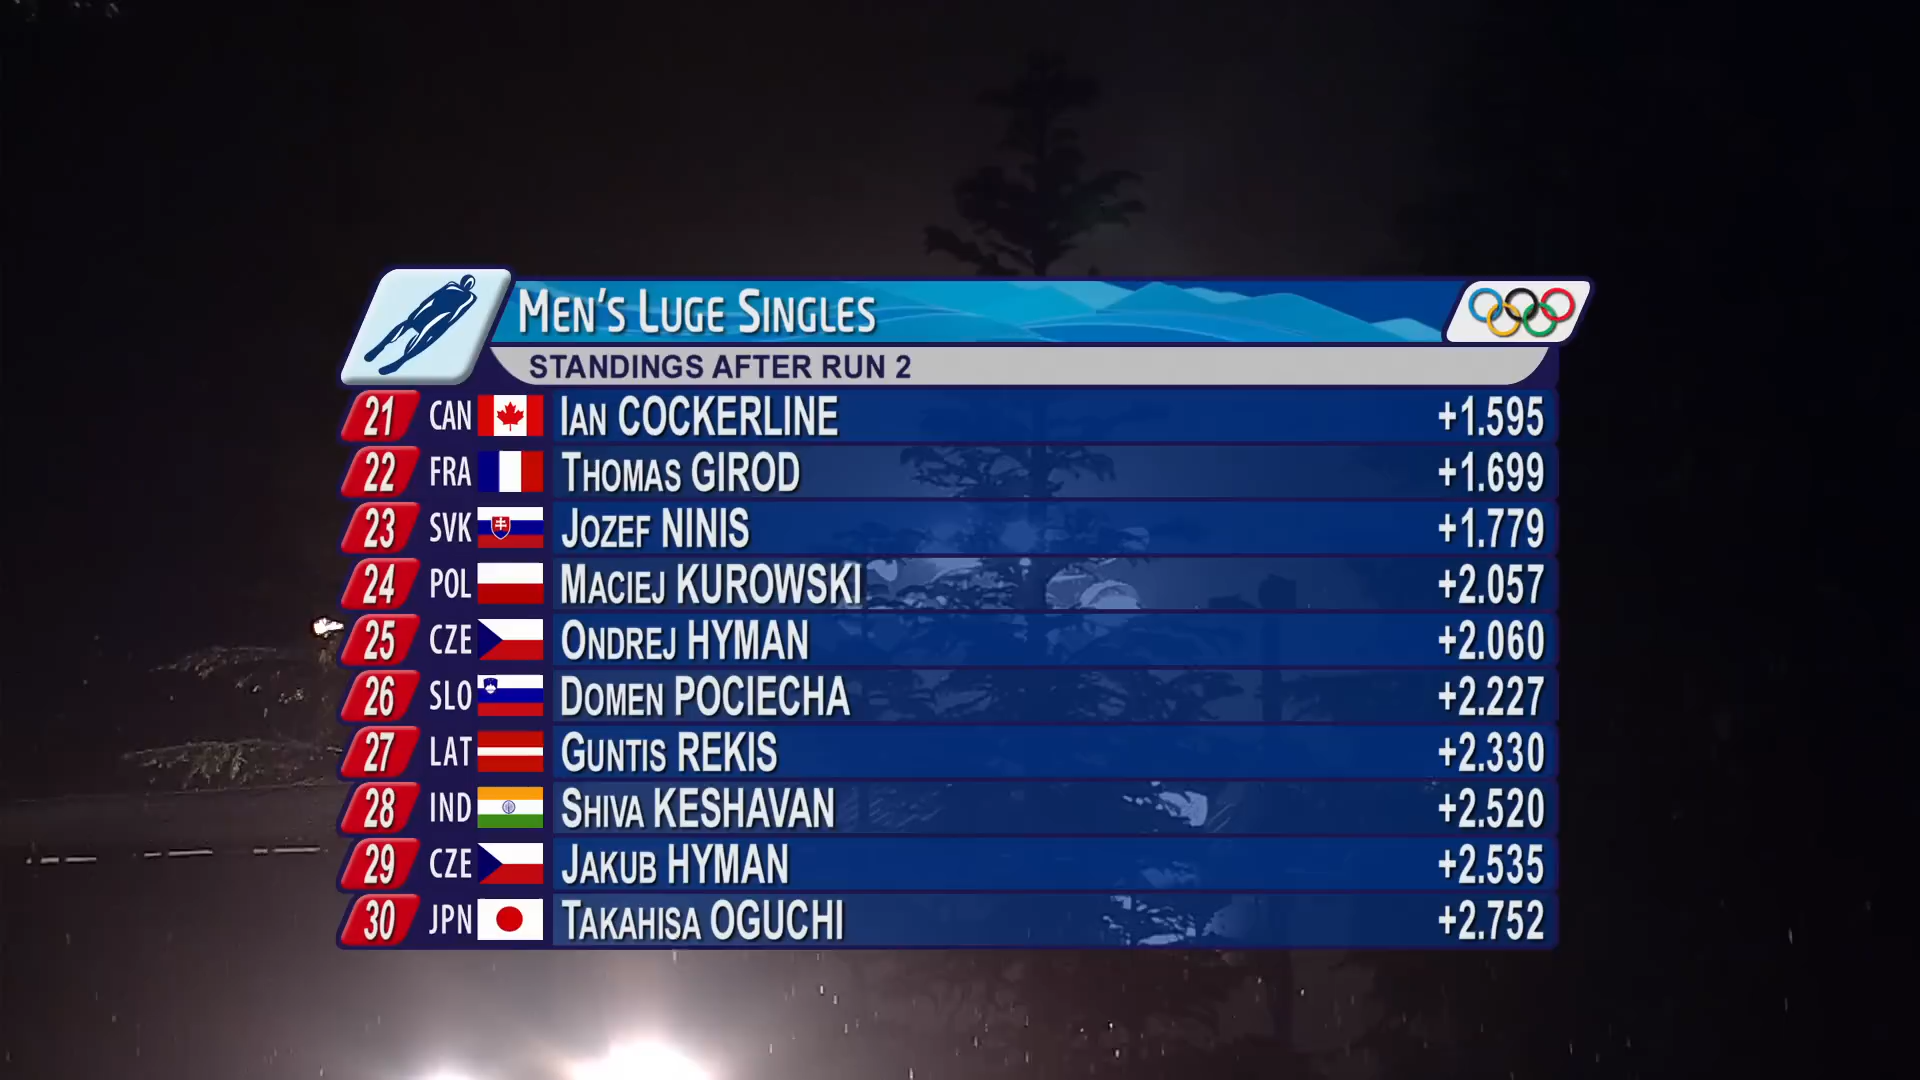 MEN'S LUGE SINGLES
STANDINGS AFTER RUN 2
21 CAN IAN COCKERLINE +1.595
22 FRA THOMAS GIROD +1.699
23 SVK JOZEF NINIS +1.779
24 POL MACIEJ KUROWSKI +2.057
25 CZE ONDREJ HYMAN +2.060
26 SLO DOMEN POCIECHA +2.227
27 LAT GUNTIS REKIS +2.330
28 IND SHIVA KESHAVAN +2.520
29 CZE JAKUB HYMAN +2.535
30 JPN TAKAHISA OGUCHI +2.752